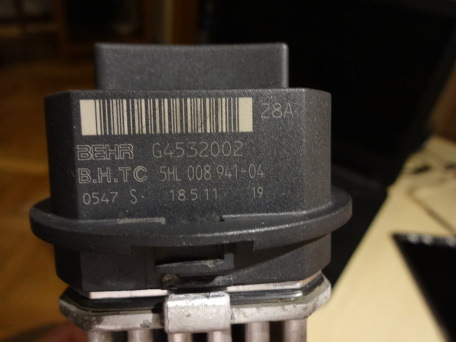 28A
BEHR G4532002
B.H.TC 5HL 008 941-04
0547 S. 18.5.11 19